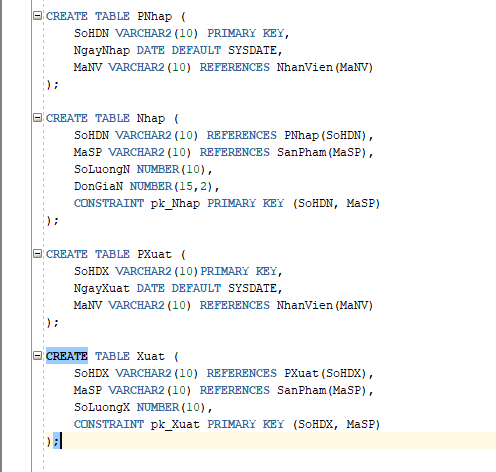 CREATE TABLE PNhap (
SoHDN VARCHAR2(10) PRIMARY KEY,
NgayNhap DATE DEFAULT SYSDATE,
MaNV VARCHAR2(10) REFERENCES NhanVien(MaNV)
);
CREATE TABLE Nhap (
SoHDN VARCHAR2(10) REFERENCES PNhap(SoHDN),
MaSP VARCHAR2(10) REFERENCES SanPham(MaSP),
SoLuongN NUMBER(10),
DonGiaN NUMBER(15,2),
CONSTRAINT pk_Nhap PRIMARY KEY (SoHDN, MaSP)
);
CREATE TABLE PXuat (
SoHDX VARCHAR2(10)PRIMARY KEY,
NgayXuat DATE DEFAULT SYSDATE,
MaNV VARCHAR2(10) REFERENCES NhanVien(MaNV)
);
CREATE TABLE Xuat (
SoHDX VARCHAR2(10) REFERENCES PXuat(SoHDX),
MaSP VARCHAR2(10) REFERENCES SanPham(MaSP),
SoLuongX NUMBER(10),
CONSTRAINT pk_Xuat PRIMARY KEY (SoHDX, MaSP)
);